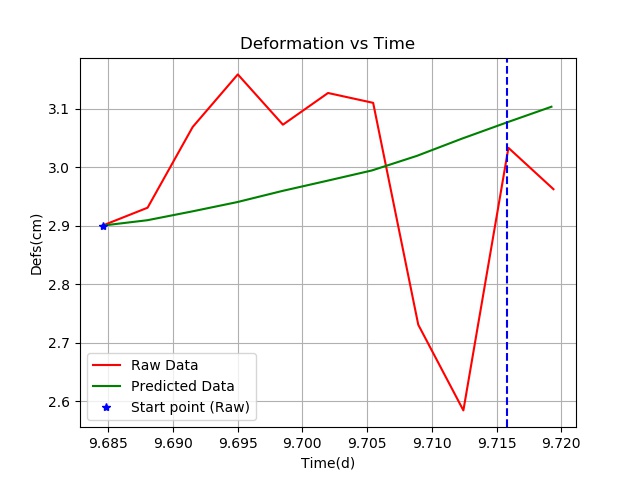 Deformation vs Time
Defs(cm)
3.1
3.0
2.9
2.8
2.7
2.6
Raw Data
Predicted Data
Start point (Raw)
9.685 9.690 9.695 9.700 9.705 9.710 9.715 9.720
Time(d)